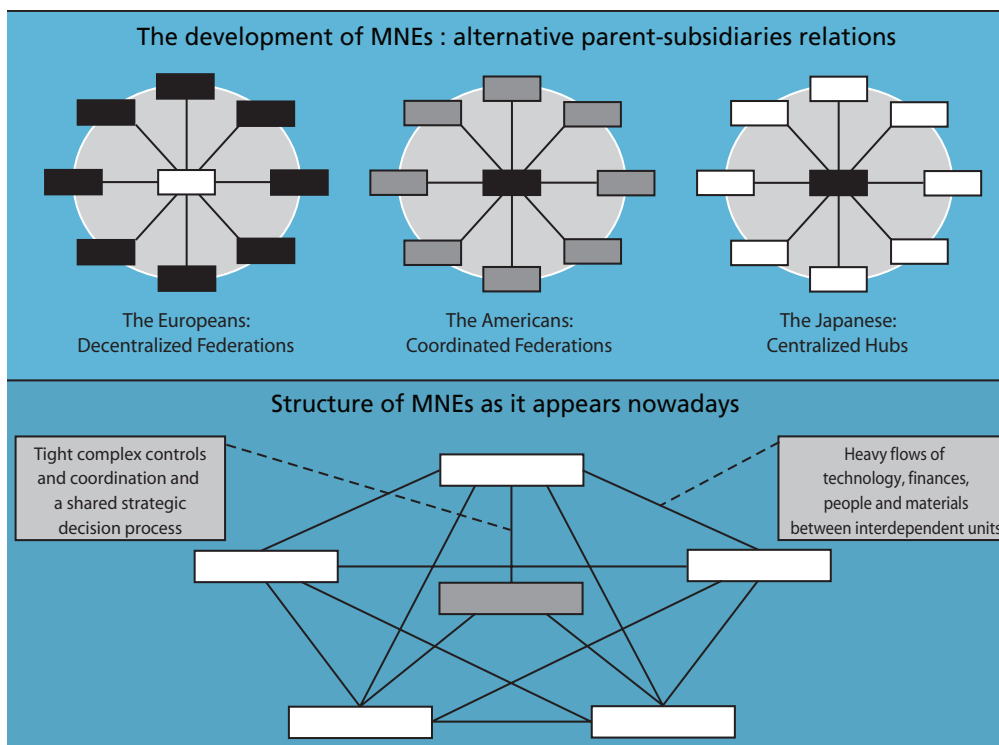 The development of MNEs : alternative parent-subsidiaries relations
The Europeans:
Decentralized Federations
The Americans:
Coordinated Federations
The Japanese:
Centralized Hubs
Structure of MNEs as it appears nowadays
Tight complex controls
and coordination and
a shared strategic
decision process
Heavy flows of
technology, finances,
people and materials
between interdependent units